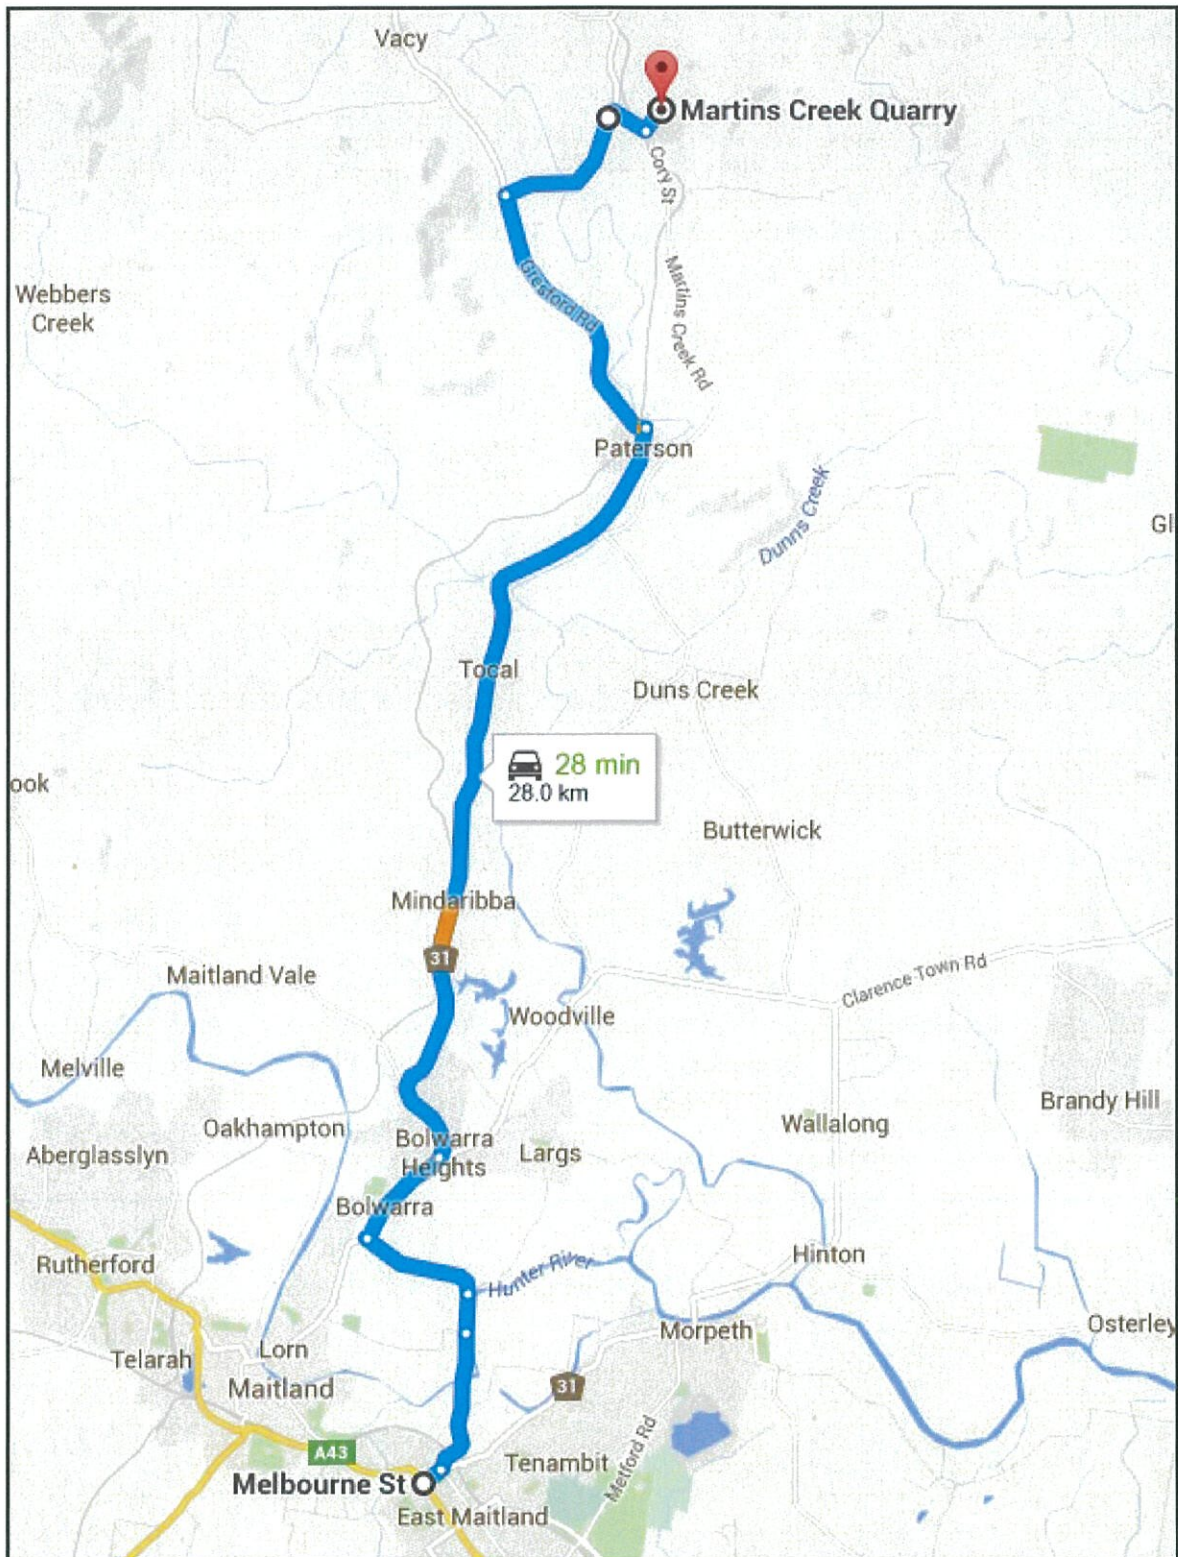 Vacy
Martins Creek Quarry
Cory St
Webbers
Creek
Gresford Rd
Martins Creek Rd
Paterson
Dunns Creek
Gl
Tocal
Duns Creek
28 min
28.0 km
ook
Butterwick
Mindaribba
31
Maitland Vale
Clarence Town Rd
Woodville
Melville
Brandy Hill
Oakhampton
Wallalong
Bolwarra
Heights
Aberglasslyn
Largs
Bolwarra
Rutherford
Hunter River
Hinton
Osterley
Morpeth
Telarah
Lorn
Maitland
31
A43
Metford Rd
Tenambit
Melbourne St
East Maitland